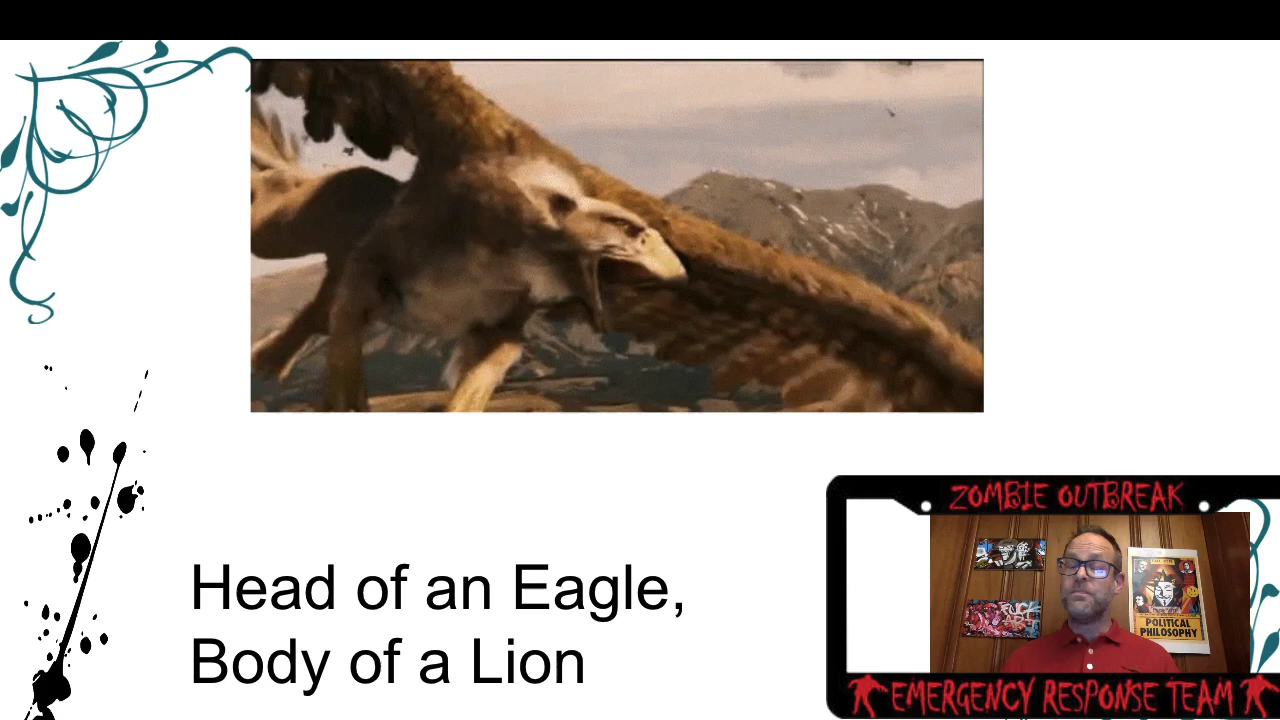 Head of an Eagle,
Body of a Lion
ZOMBIE OUTBREAK
POLITICAL
PHILOSOPHY
EMERGENCY RESPONSE TEAM